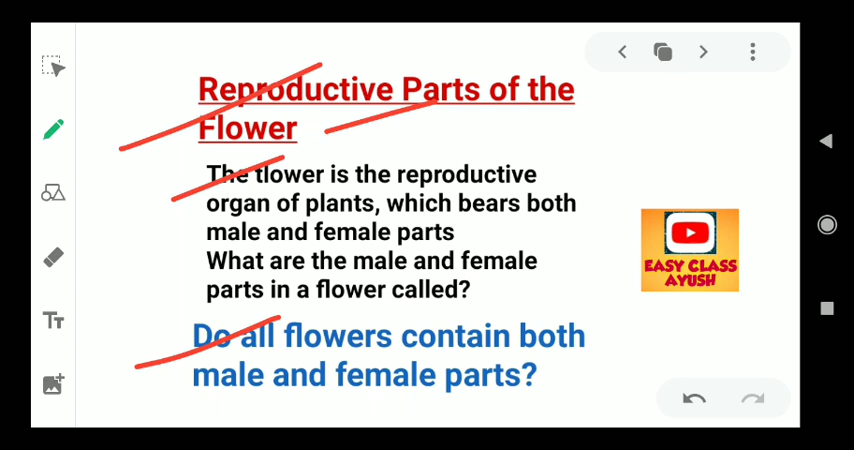 Reproductive Parts of the
Flower
The flower is the reproductive
organ of plants, which bears both
male and female parts
What are the male and female
parts in a flower called?
EASY CLASS
AYUSH
Do all flowers contain both
male and female parts?
Tт